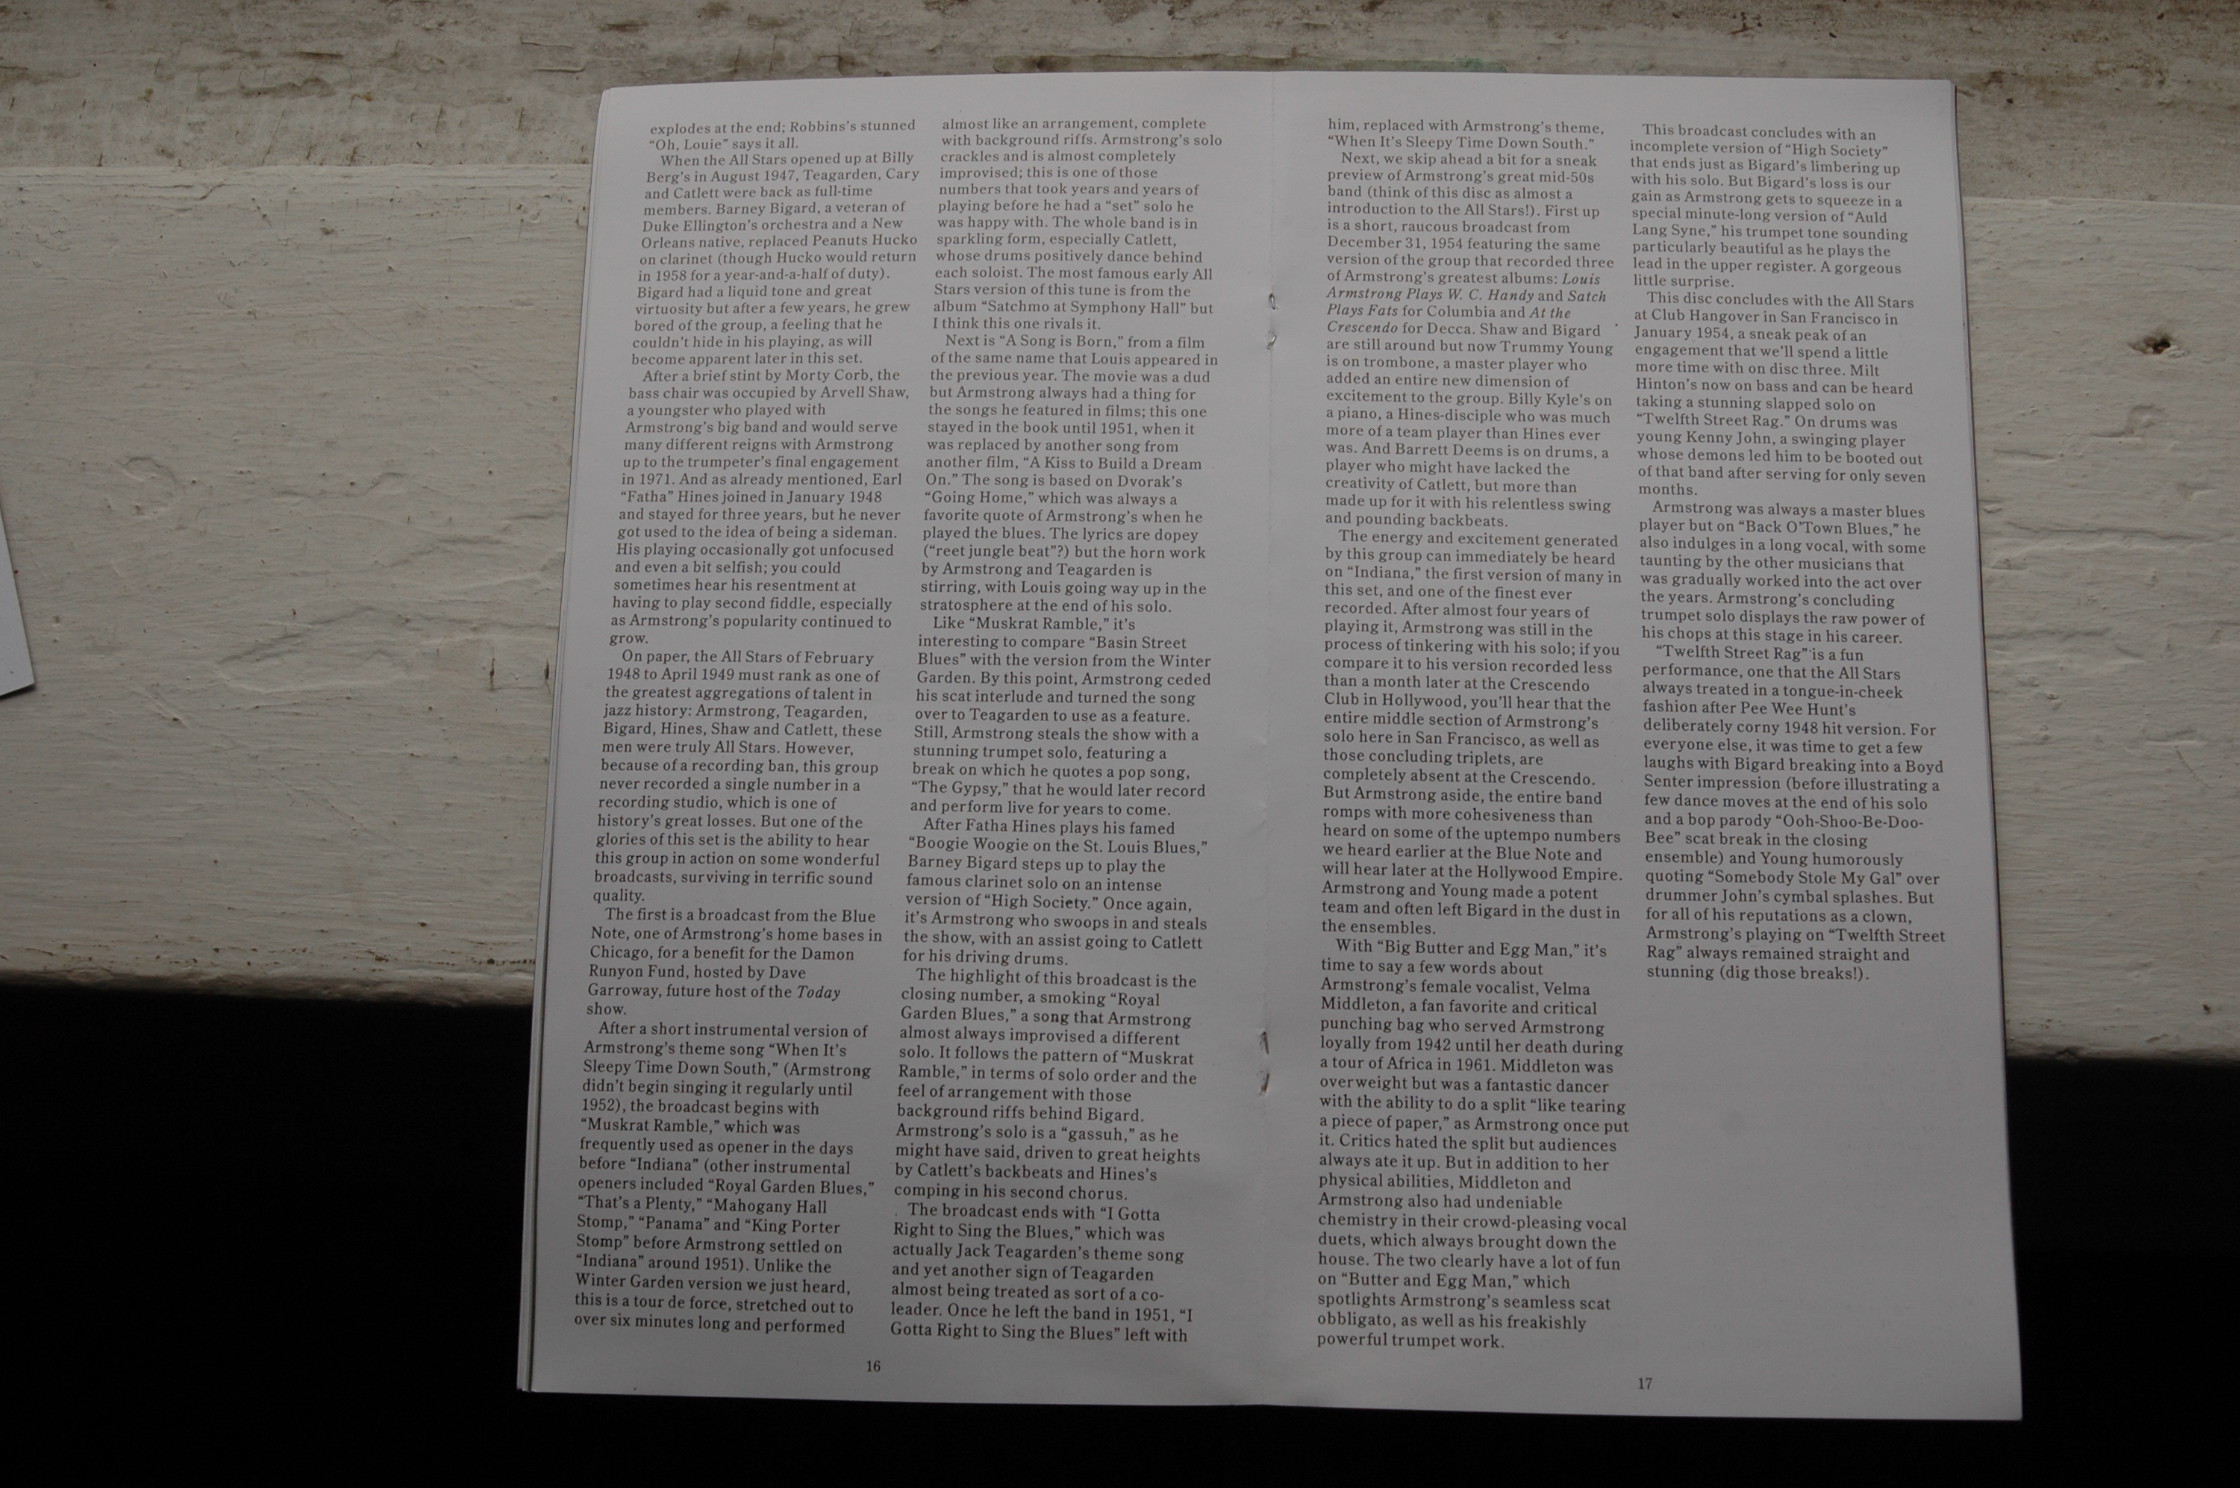 explodes at the end; Robbins's stunned
“Oh, Louie” says it all.
When the All Stars opened up at Billy
Berg's in August 1947, Teagarden, Cary
and Catlett were back as full-time
members. Barney Bigard, a veteran of
Duke Ellington's orchestra and a New
Orleans native, replaced Peanuts Hucko
on clarinet (though Hucko would return
in 1958 for a year-and-a-half of duty).
Bigard had a liquid tone and great
virtuosity but after a few years, he grew
bored of the group, a feeling that he
couldn't hide in his playing, as will
become apparent later in this set.
After a brief stint by Morty Corb, the
bass chair was occupied by Arvell Shaw,
a youngster who played with
Armstrong's big band and would serve
many different reigns with Armstrong
up to the trumpeter's final engagement
in 1971. And as already mentioned, Earl
“Fatha” Hines joined in January 1948
and stayed for three years, but he never
got used to the idea of being a sideman.
His playing occasionally got unfocused
and even a bit selfish; you could
sometimes hear his resentment at
having to play second fiddle, especially
as Armstrong's popularity continued to
grow.
On paper, the All Stars of February
1948 to April 1949 must rank as one of
the greatest aggregations of talent in
jazz history: Armstrong, Teagarden,
Bigard, Hines, Shaw and Catlett, these
men were truly All Stars. However,
because of a recording ban, this group
never recorded a single number in a
recording studio, which is one of
history's great losses. But one of the
glories of this set is the ability to hear
this group in action on some wonderful
broadcasts, surviving in terrific sound
quality.
The first is a broadcast from the Blue
Note, one of Armstrong's home bases in
Chicago, for a benefit for the Damon
Runyon Fund, hosted by Dave
Garroway, future host of the Today
show.
After a short instrumental version of
Armstrong's theme song “When It's
Sleepy Time Down South,” (Armstrong
didn't begin singing it regularly until
1952), the broadcast begins with
“Muskrat Ramble,” which was
frequently used as opener in the days
before “Indiana” (other instrumental
openers included “Royal Garden Blues,”
“That's a Plenty,” “Mahogany Hall
Stomp,” “Panama” and “King Porter
Stomp” before Armstrong settled on
“Indiana” around 1951). Unlike the
Winter Garden version we just heard,
this is a tour de force, stretched out to
over six minutes long and performed
almost like an arrangement, complete
with background riffs. Armstrong's solo
crackles and is almost completely
improvised; this is one of those
numbers that took years and years of
playing before he had a “set” solo he
was happy with. The whole band is in
sparkling form, especially Catlett,
whose drums positively dance behind
each soloist. The most famous early All
Stars version of this tune is from the
album “Satchmo at Symphony Hall” but
I think this one rivals it.
Next is “A Song is Born,” from a film
of the same name that Louis appeared in
the previous year. The movie was a dud
but Armstrong always had a thing for
the songs he featured in films; this one
stayed in the book until 1951, when it
was replaced by another song from
another film, “A Kiss to Build a Dream
On.” The song is based on Dvorak's
“Going Home,” which was always a
favorite quote of Armstrong's when he
played the blues. The lyrics are dopey
(“reet jungle beat”?) but the horn work
by Armstrong and Teagarden is
stirring, with Louis going way up in the
stratosphere at the end of his solo.
Like “Muskrat Ramble,” it's
interesting to compare “Basin Street
Blues” with the version from the Winter
Garden. By this point, Armstrong ceded
his scat interlude and turned the song
over to Teagarden to use as a feature.
Still, Armstrong steals the show with a
stunning trumpet solo, featuring a
break on which he quotes a pop song,
“The Gypsy,” that he would later record
and perform live for years to come.
After Fatha Hines plays his famed
“Boogie Woogie on the St. Louis Blues,”
Barney Bigard steps up to play the
famous clarinet solo on an intense
version of “High Society.” Once again,
it's Armstrong who swoops in and steals
the show, with an assist going to Catlett
for his driving drums.
The highlight of this broadcast is the
closing number, a smoking “Royal
Garden Blues,” a song that Armstrong
almost always improvised a different
solo. It follows the pattern of “Muskrat
Ramble,” in terms of solo order and the
feel of arrangement with those
background riffs behind Bigard.
Armstrong's solo is a “gassuh,” as he
might have said, driven to great heights
by Catlett's backbeats and Hines's
comping in his second chorus.
The broadcast ends with “I Gotta
Right to Sing the Blues,” which was
actually Jack Teagarden's theme song
and yet another sign of Teagarden
almost being treated as sort of a co-
leader. Once he left the band in 1951, “I
Gotta Right to Sing the Blues” left with
16
him, replaced with Armstrong's theme,
“When It's Sleepy Time Down South.”
Next, we skip ahead a bit for a sneak
preview of Armstrong's great mid-50s
band (think of this disc as almost a
introduction to the All Stars!). First up
is a short, raucous broadcast from
December 31, 1954 featuring the same
version of the group that recorded three
of Armstrong's greatest albums: Louis
Armstrong Plays W. C. Handy and Satch
Plays Fats for Columbia and At the
Crescendo for Decca. Shaw and Bigard
are still around but now Trummy Young
is on trombone, a master player who
added an entire new dimension of
excitement to the group. Billy Kyle's on
a piano, a Hines-disciple who was much
more of a team player than Hines ever
was. And Barrett Deems is on drums, a
player who might have lacked the
creativity of Catlett, but more than
made up for it with his relentless swing
and pounding backbeats.
The energy and excitement generated
by this group can immediately be heard
on “Indiana,” the first version of many in
this set, and one of the finest ever
recorded. After almost four years of
playing it, Armstrong was still in the
process of tinkering with his solo; if you
compare it to his version recorded less
than a month later at the Crescendo
Club in Hollywood, you'll hear that the
entire middle section of Armstrong's
solo here in San Francisco, as well as
those concluding triplets, are
completely absent at the Crescendo.
But Armstrong aside, the entire band
romps with more cohesiveness than
heard on some of the uptempo numbers
we heard earlier at the Blue Note and
will hear later at the Hollywood Empire.
Armstrong and Young made a potent
team and often left Bigard in the dust in
the ensembles.
With “Big Butter and Egg Man,” it's
time to say a few words about
Armstrong's female vocalist, Velma
Middleton, a fan favorite and critical
punching bag who served Armstrong
loyally from 1942 until her death during
a tour of Africa in 1961. Middleton was
overweight but was a fantastic dancer
with the ability to do a split “like tearing
a piece of paper,” as Armstrong once put
it. Critics hated the split but audiences
always ate it up. But in addition to her
physical abilities, Middleton and
Armstrong also had undeniable
chemistry in their crowd-pleasing vocal
duets, which always brought down the
house. The two clearly have a lot of fun
on “Butter and Egg Man,” which
spotlights Armstrong's seamless scat
obbligato, as well as his freakishly
powerful trumpet work.
This broadcast concludes with an
incomplete version of “High Society”
that ends just as Bigard's limbering up
with his solo. But Bigard's loss is our
gain as Armstrong gets to squeeze in a
special minute-long version of “Auld
Lang Syne,” his trumpet tone sounding
particularly beautiful as he plays the
lead in the upper register. A gorgeous
little surprise.
This disc concludes with the All Stars
at Club Hangover in San Francisco in
January 1954, a sneak peak of an
engagement that we'll spend a little
more time with on disc three. Milt
Hinton's now on bass and can be heard
taking a stunning slapped solo on
“Twelfth Street Rag.” On drums was
young Kenny John, a swinging player
whose demons led him to be booted out
of that band after serving for only seven
months.
Armstrong was always a master blues
player but on “Back O'Town Blues,” he
also indulges in a long vocal, with some
taunting by the other musicians that
was gradually worked into the act over
the years. Armstrong's concluding
trumpet solo displays the raw power of
his chops at this stage in his career.
“Twelfth Street Rag” is a fun
performance, one that the All Stars
always treated in a tongue-in-cheek
fashion after Pee Wee Hunt's
deliberately corny 1948 hit version. For
everyone else, it was time to get a few
laughs with Bigard breaking into a Boyd
Senter impression (before illustrating a
few dance moves at the end of his solo
and a bop parody “Ooh-Shoo-Be-Doo-
Bee” scat break in the closing
ensemble) and Young humorously
quoting “Somebody Stole My Gal” over
drummer John's cymbal splashes. But
for all of his reputations as a clown,
Armstrong's playing on “Twelfth Street
Rag” always remained straight and
stunning (dig those breaks!).
17